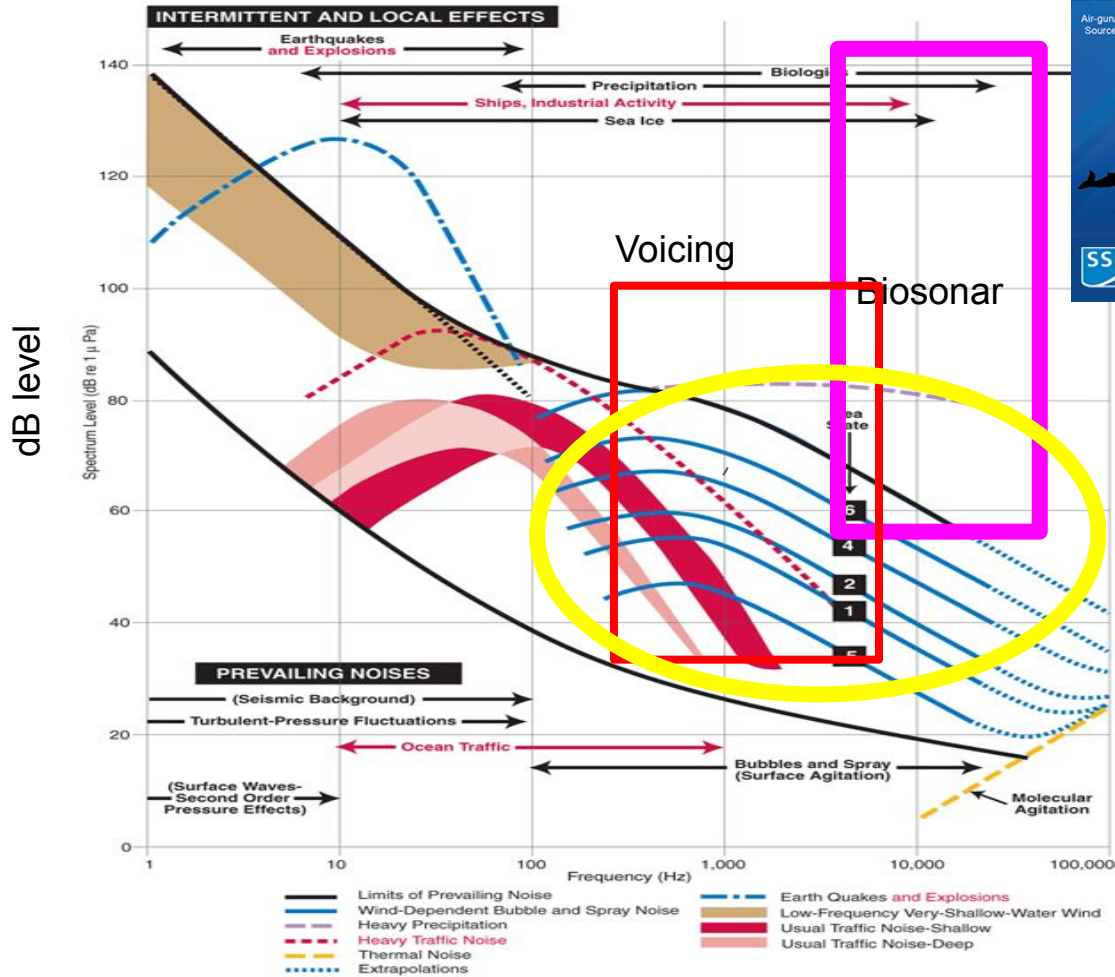 INTERMITTENT AND LOCAL EFFECTS
Air-gun
Source
Earthquakes
and Explosions
140
Precipitation
Ships, Industrial Activity
Sea Ice
120
Voicing
100
Biosonar
SS
dB level
Spectrum Level (dB re 1 µ Pa)
80
60
6
4
2
1
40
PREVAILING NOISES
(Seismic Background)
Turbulent-Pressure Fluctuations
20
Ocean Traffic
Bubbles and Spray
(Surface Agitation)
(Surface Waves-
Second Order
Pressure Effects)
Molecular
Agitation
0
1
10
100
1,000
10,000
100,000
Frequency (Hz)
Limits of Prevailing Noise
Wind-Dependent Bubble and Spray Noise
Heavy Precipitation
Heavy Traffic Noise
Thermal Noise
Extrapolations
Earth Quakes and Explosions
Low-Frequency Very-Shallow-Water Wind
Usual Traffic Noise-Shallow
Usual Traffic Noise-Deep